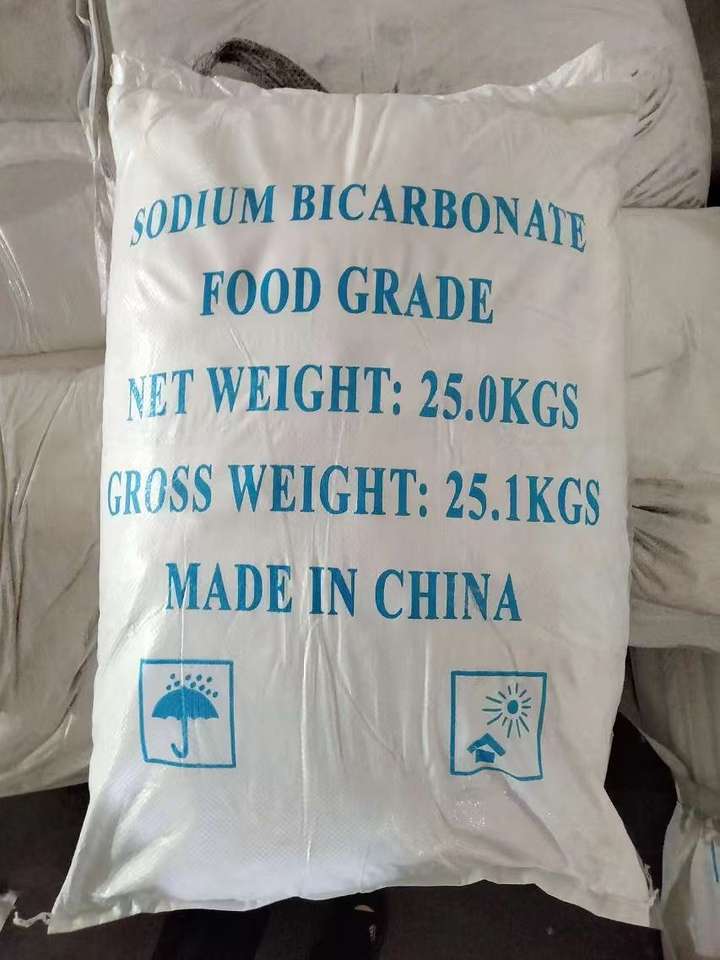 SODIUM BICARBONATE
FOOD GRADE
NET WEIGHT: 25.0KGS
GROSS WEIGHT: 25.1KGS
MADE IN CHINA